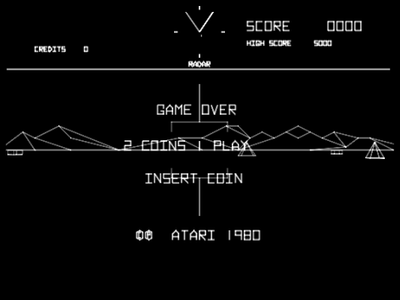 SCORE 0000
CREDITS 0 HIGH SCORE 5000
RADAR
GAME OVER
2 COINS 1 PLAY
INSERT COIN
©℗ ATARI 1980